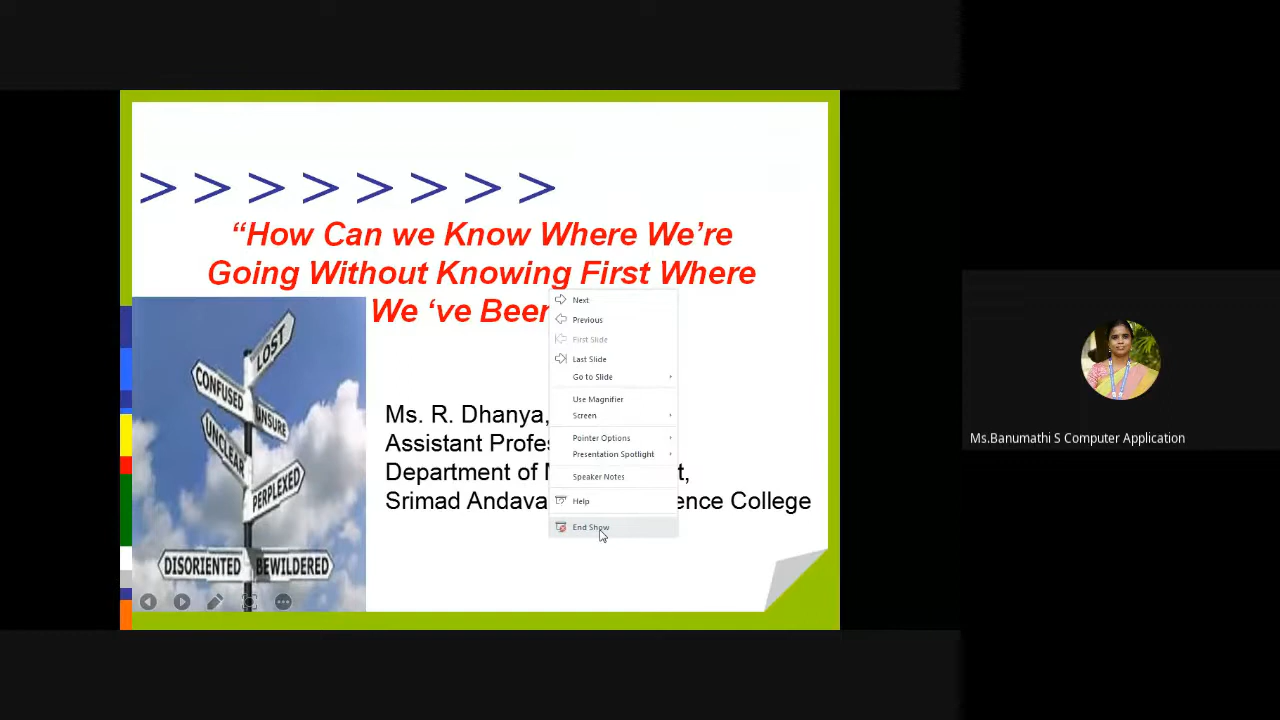 > > > > > > > >
“How Can we Know Where We’re
Going Without Knowing First Where
We ‘ve Been
Ms. R. Dhanya,
Assistant Profes
Department of M t,
Srimad Andava ence College
LOST
CONFUSED
UNSURE
UNCLEAR
PERPLEXED
DISORIENTED BEWILDERED
Next
Previous
First Slide
Last Slide
Go to Slide
Use Magnifier
Screen
Pointer Options
Presentation Spotlight
Speaker Notes
Help
End Show
Ms.Banumathi S Computer Application